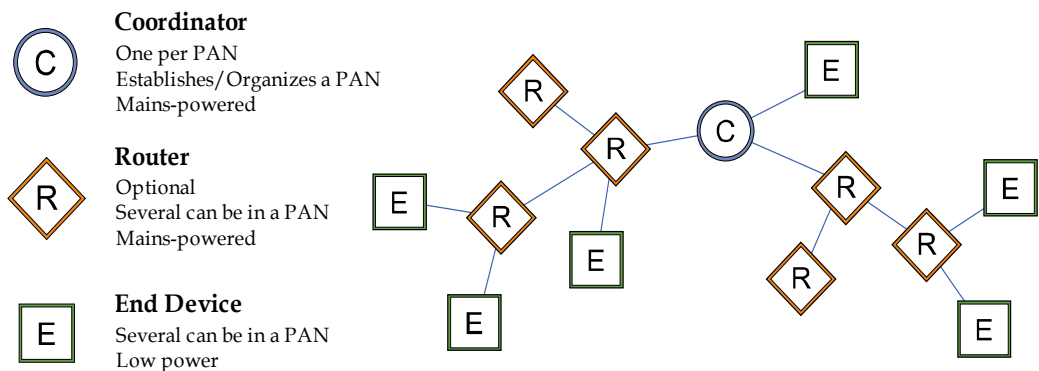 C
Coordinator
One per PAN
Establishes/Organizes a PAN
Mains-powered
R
Router
Optional
Several can be in a PAN
Mains-powered
E
End Device
Several can be in a PAN
Low power
E
R
C
R
E
R
E
R
R
E
R
E
E
E